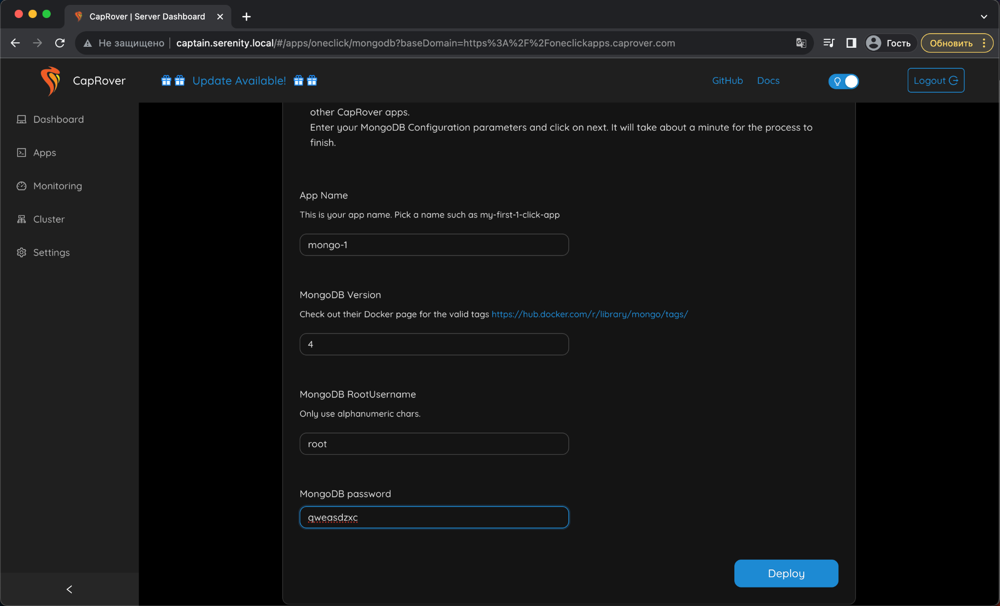 CapRover | Server Dashboard
Не защищено captain.serenity.local/#/apps/oneclick/mongodb?baseDomain=https%3A%2F%2Foneclickapps.caprover.com
Гость
Обновить
CapRover
Update Available!
GitHub
Docs
Logout
Dashboard
Apps
Monitoring
Cluster
Settings
other CapRover apps.
Enter your MongoDB Configuration parameters and click on next. It will take about a minute for the process to
finish.
App Name
This is your app name. Pick a name such as my-first-1-click-app
mongo-1
MongoDB Version
Check out their Docker page for the valid tags https://hub.docker.com/r/library/mongo/tags/
4
MongoDB RootUsername
Only use alphanumeric chars.
root
MongoDB password
qweasdzxc
Deploy